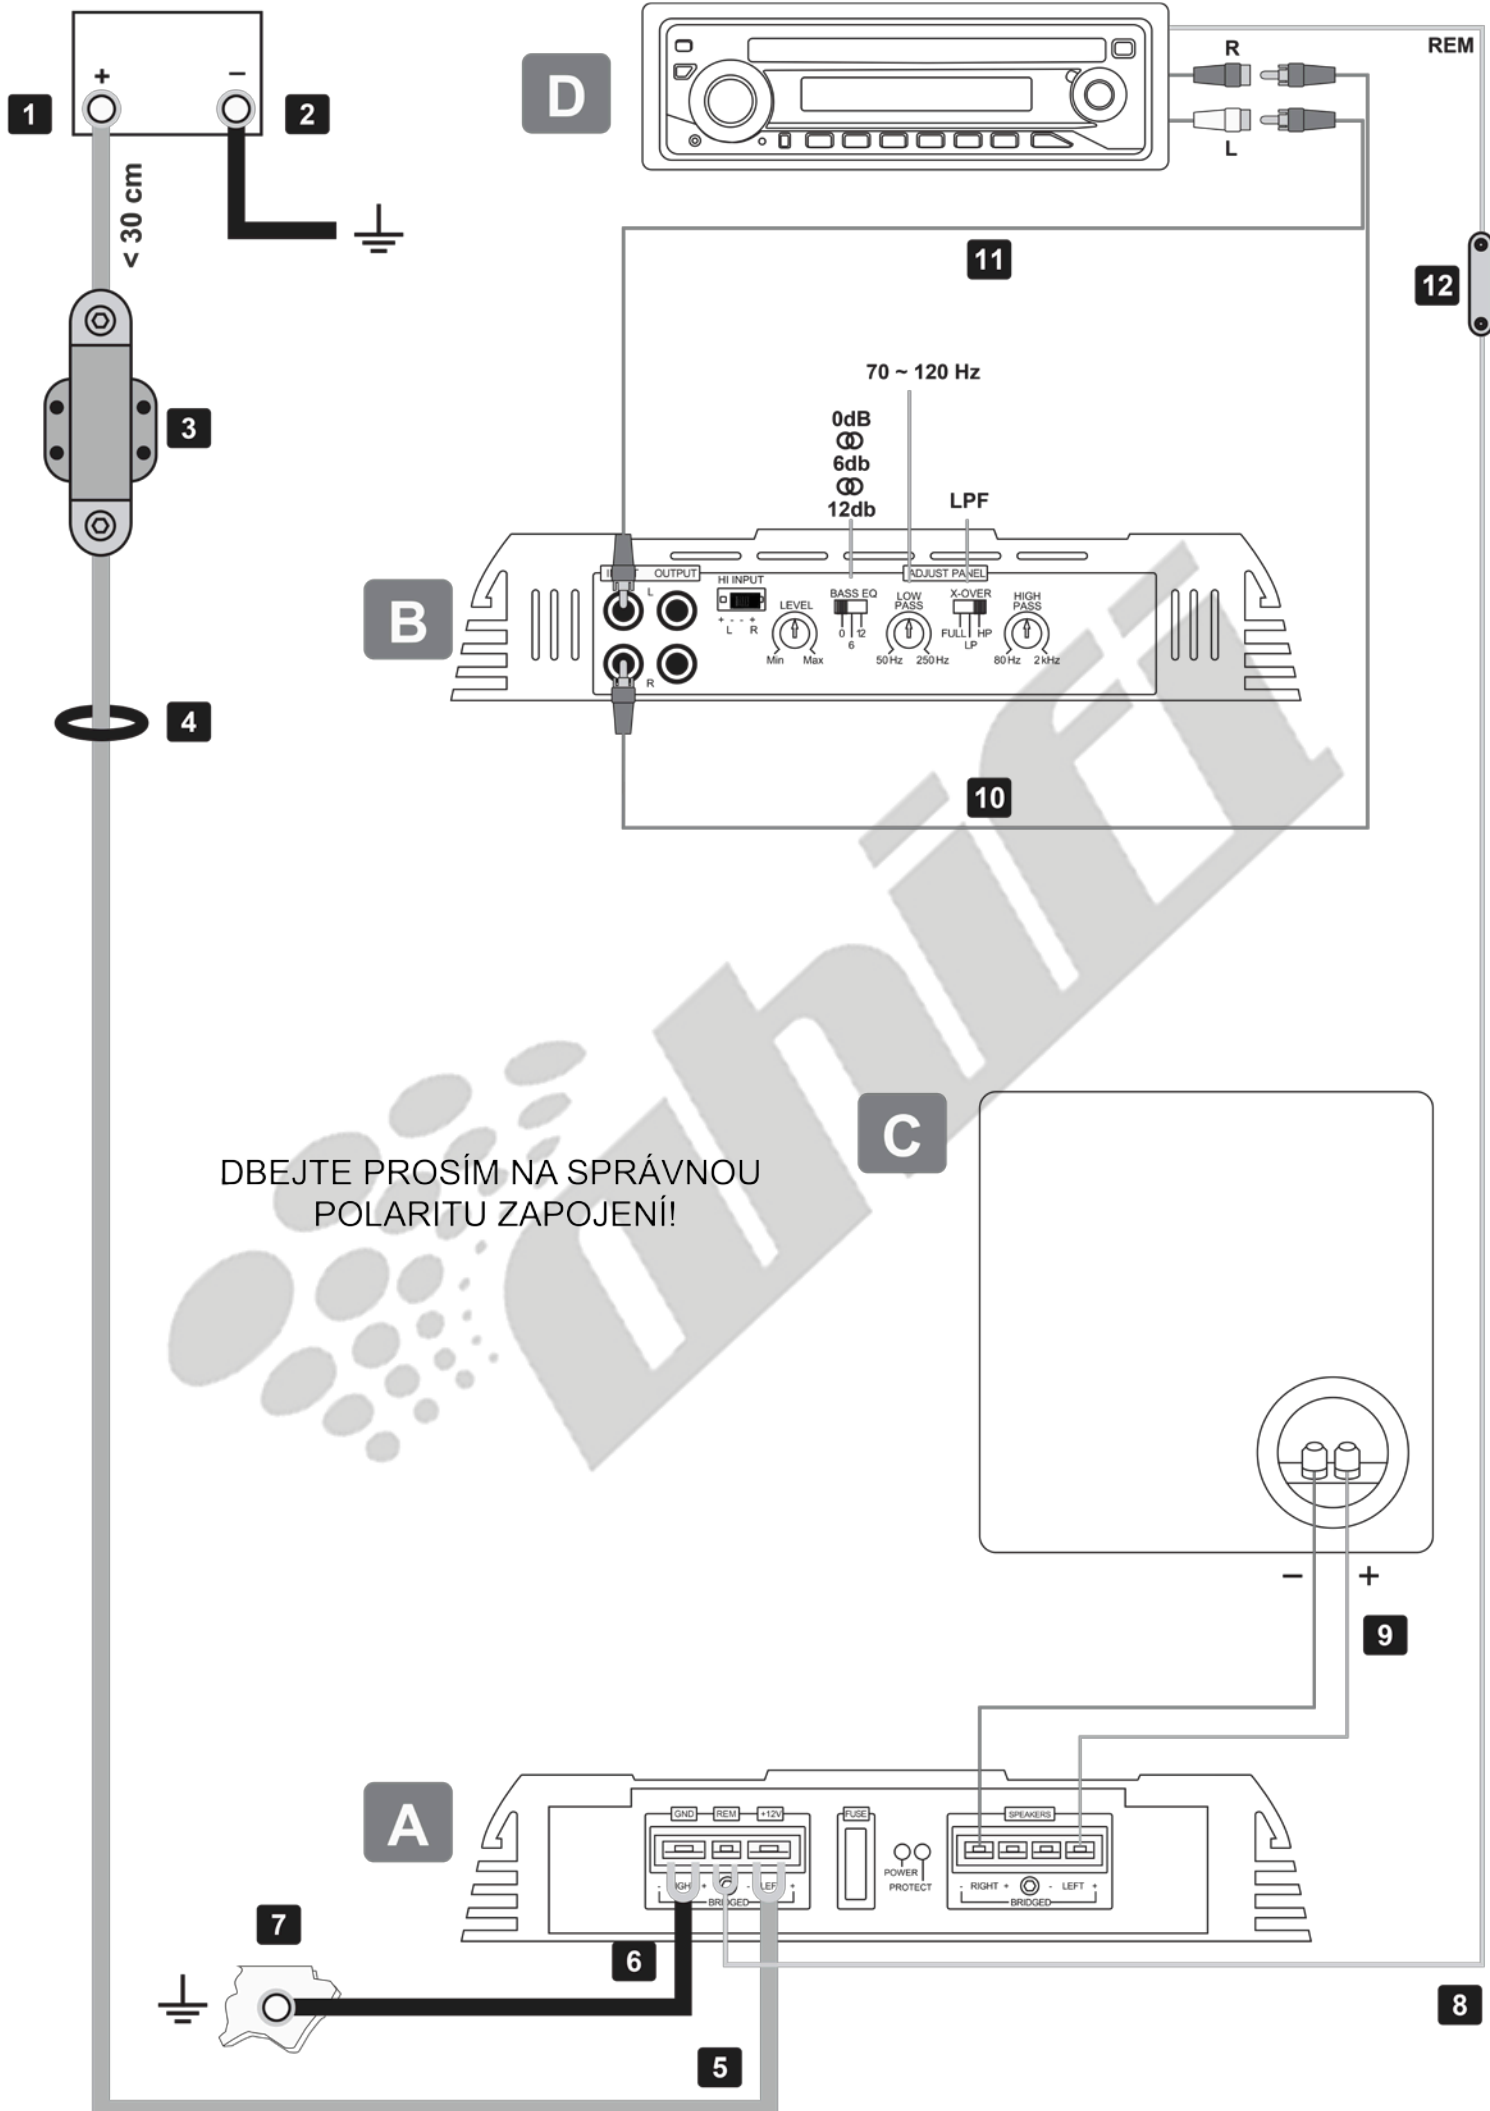 +
−
1
2
< 30 cm
3
4
D
R
L
REM
11
12
70 ~ 120 Hz
0dB
6db
12db
LPF
B
OUTPUT
L
R
HI INPUT
+ - - +
L R
LEVEL
Min Max
BASS EQ
0 12
6
ADJUST PANEL
LOW
PASS
50Hz 250Hz
X-OVER
FULL HP
LP
HIGH
PASS
80Hz 2kHz
10
ahifi
DBEJTE PROSÍM NA SPRÁVNOU
POLARITU ZAPOJENÍ!
C
− +
9
A
GND REM +12V
BRIDGED
FUSE
POWER
PROTECT
SPEAKERS
- RIGHT + - LEFT +
BRIDGED
7
6
8
5